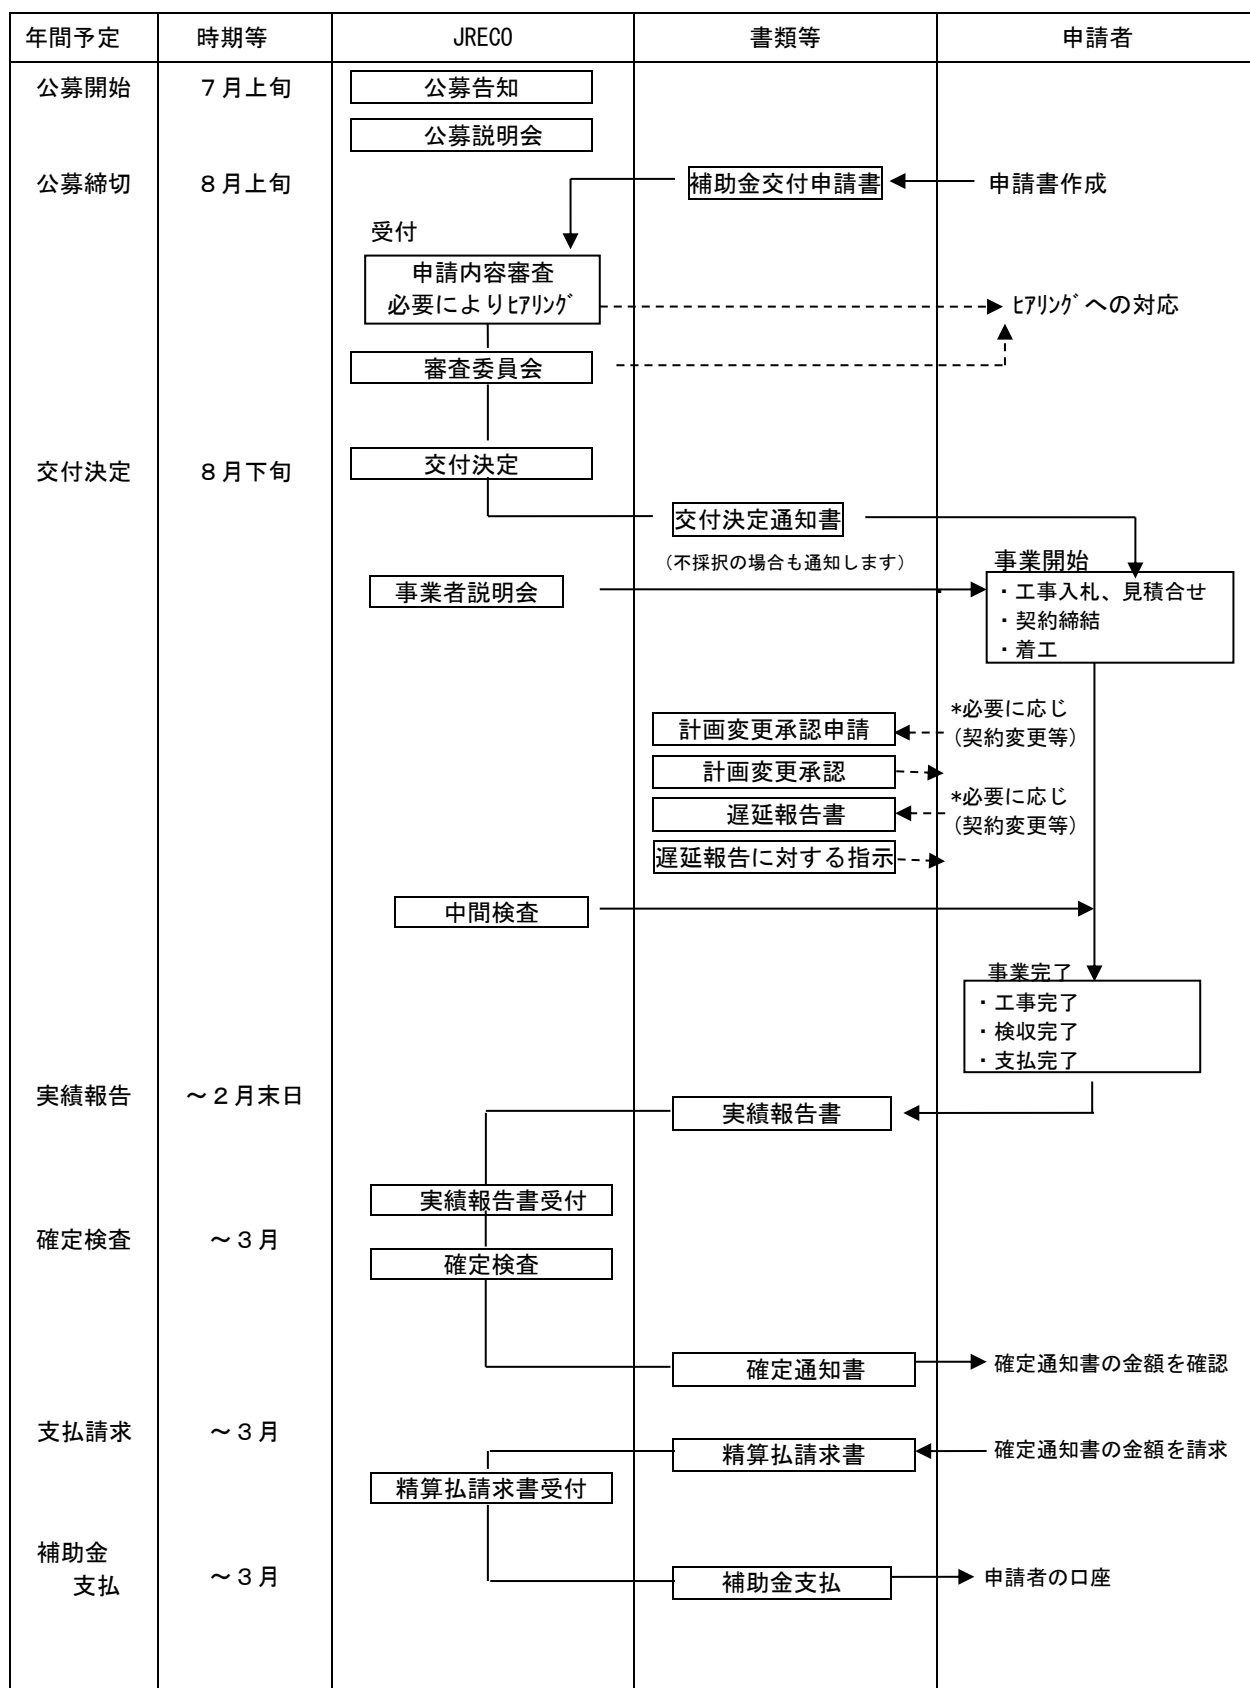 年間予定 時期等 JRECO 書類等 申請者
公募開始 7月上旬 公募告知
公募説明会
公募締切 8月上旬 補助金交付申請書 申請書作成
受付
申請内容審査
必要によりﾋｱﾘﾝｸﾞ ﾋｱﾘﾝｸﾞへの対応
審査委員会
交付決定 8月下旬 交付決定
交付決定通知書
(不採択の場合も通知します) 事業開始
事業者説明会 ・工事入札、見積合せ
・契約締結
・着工
*必要に応じ
計画変更承認申請 (契約変更等)
計画変更承認
*必要に応じ
遅延報告書 (契約変更等)
遅延報告に対する指示
中間検査
事業完了
・工事完了
・検収完了
・支払完了
実績報告 ～2月末日 実績報告書
実績報告書受付
確定検査 ～3月 確定検査
確定通知書 確定通知書の金額を確認
支払請求 ～3月 精算払請求書 確定通知書の金額を請求
精算払請求書受付
補助金
支払 ～3月 補助金支払 申請者の口座